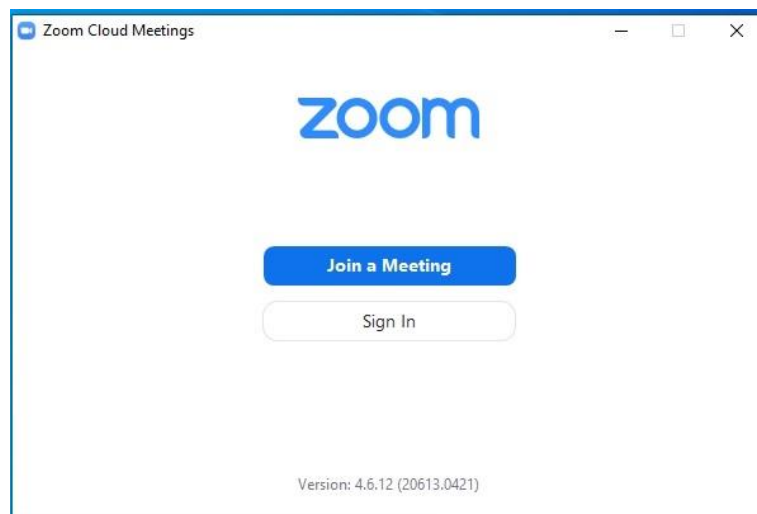 Zoom Cloud Meetings
zoom
Join a Meeting
Sign In
Version: 4.6.12 (20613.0421)